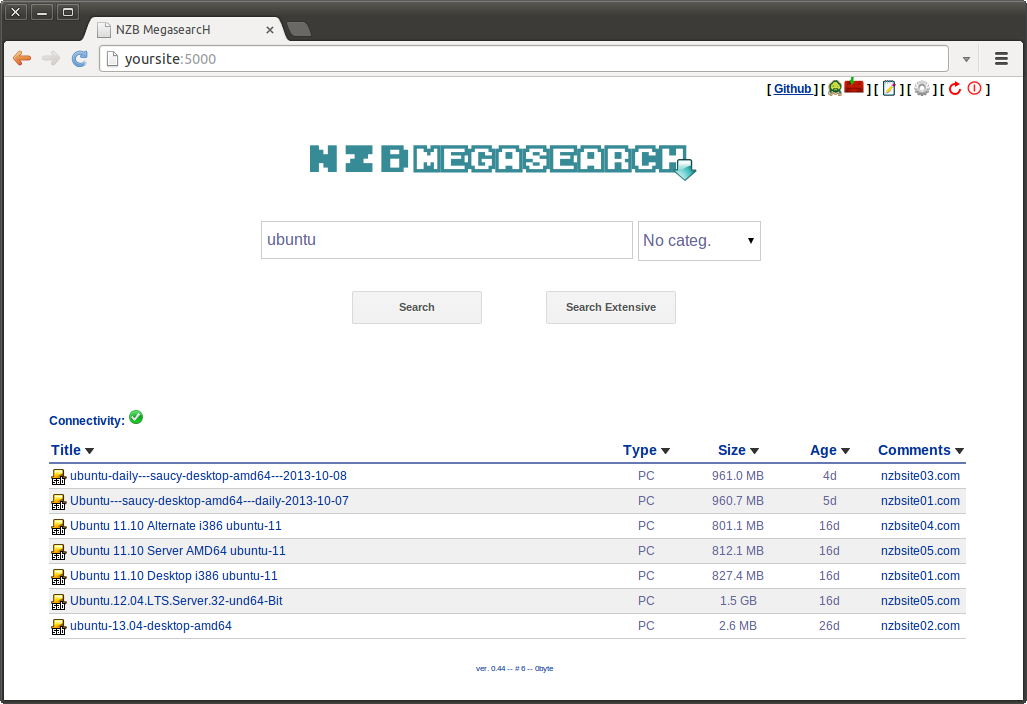 NZB MegasearcH
yoursite:5000
[ Github ] [ ] [ ] [ ] [ ]
NZBMEGASEARCH
ubuntu No categ.
Search Search Extensive
Connectivity:
Title Type Size Age Comments
ubuntu-daily---saucy-desktop-amd64---2013-10-08 PC 961.0 MB 4d nzbsite03.com
Ubuntu---saucy-desktop-amd64---daily-2013-10-07 PC 960.7 MB 5d nzbsite01.com
Ubuntu 11.10 Alternate i386 ubuntu-11 PC 801.1 MB 16d nzbsite04.com
Ubuntu 11.10 Server AMD64 ubuntu-11 PC 812.1 MB 16d nzbsite05.com
Ubuntu 11.10 Desktop i386 ubuntu-11 PC 827.4 MB 16d nzbsite01.com
Ubuntu.12.04.LTS.Server.32-und64-Bit PC 1.5 GB 16d nzbsite05.com
ubuntu-13.04-desktop-amd64 PC 2.6 MB 26d nzbsite02.com
ver. 0.44 -- # 6 -- 0byte